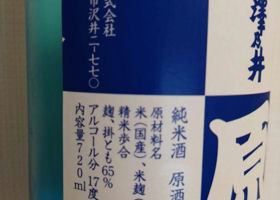 澤乃井
純米酒 原酒
原材料名
米(国産)、米麹(
精米歩合
麹、掛とも65%
アルコール分 17度
内容量720ml
式会社
市沢井二-七七〇